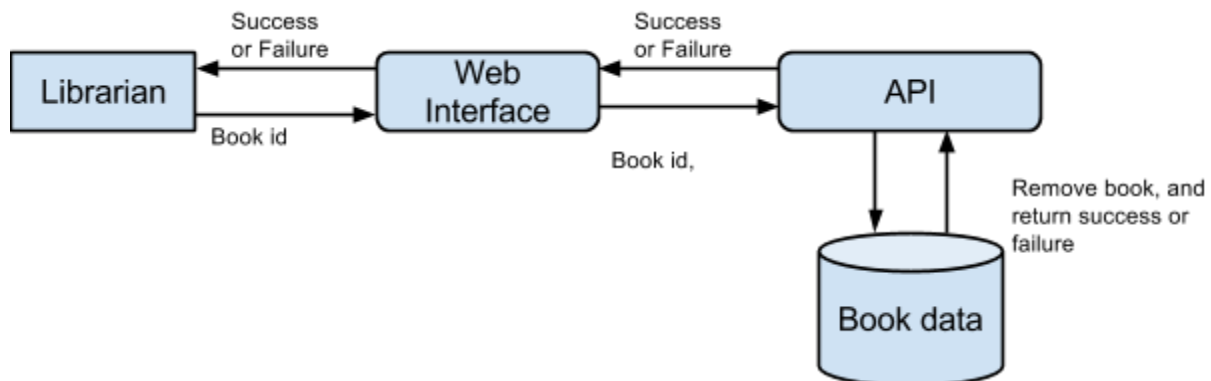 Success
or Failure
Success
or Failure
Librarian
Web
Interface
API
Book id
Book id,
Remove book, and
return success or
failure
Book data